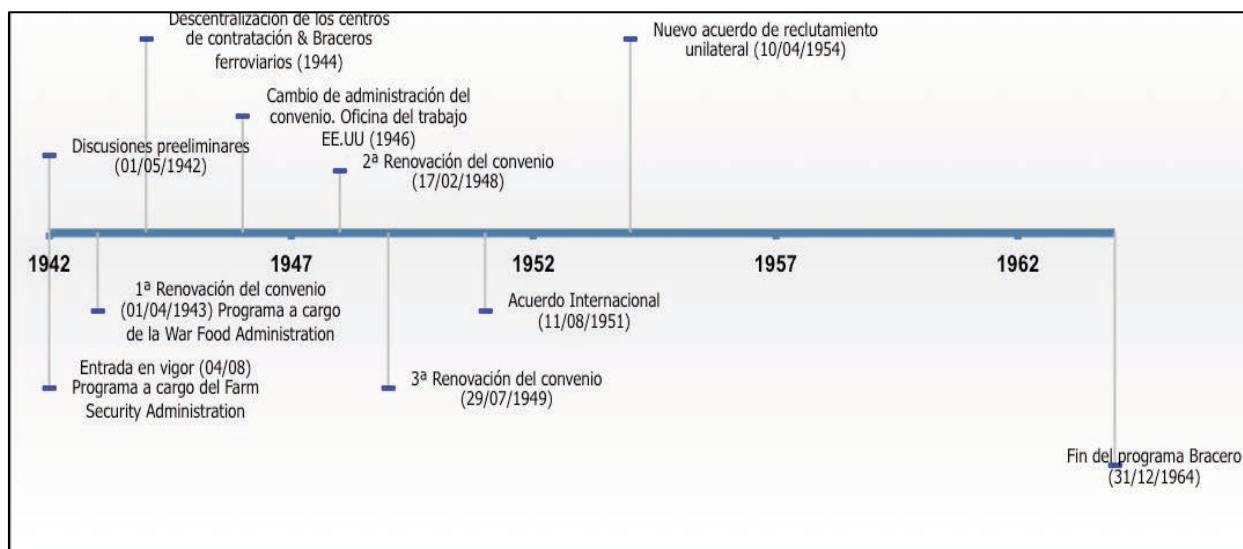 Descentralización de los centros
de contratación & Braceros
ferroviarios (1944)
Nuevo acuerdo de reclutamiento
unilateral (10/04/1954)
Cambio de administración del
convenio. Oficina del trabajo
EE.UU (1946)
Discusiones preeliminares
(01/05/1942)
2ª Renovación del convenio
(17/02/1948)
1942
1947
1952
1957
1962
1ª Renovación del convenio
(01/04/1943) Programa a cargo
de la War Food Administration
Acuerdo Internacional
(11/08/1951)
Entrada en vigor (04/08)
Programa a cargo del Farm
Security Administration
3ª Renovación del convenio
(29/07/1949)
Fin del programa Bracero
(31/12/1964)